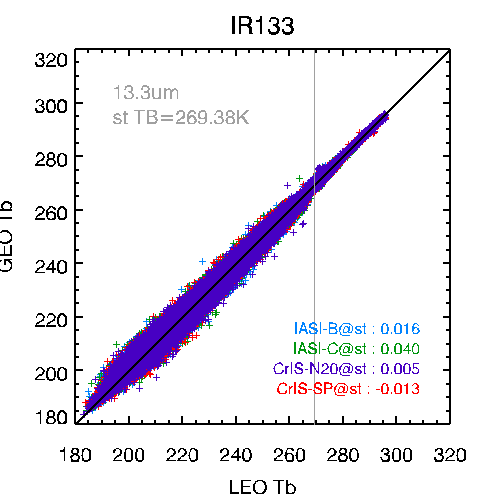 IR133
13.3um
st TB=269.38K
320
300
280
260
240
220
200
180
GEO Tb
IASI-B@st : 0.016
IASI-C@st : 0.040
CrIS-N20@st : 0.005
CrIS-SP@st : -0.013
180 200 220 240 260 280 300 320
LEO Tb